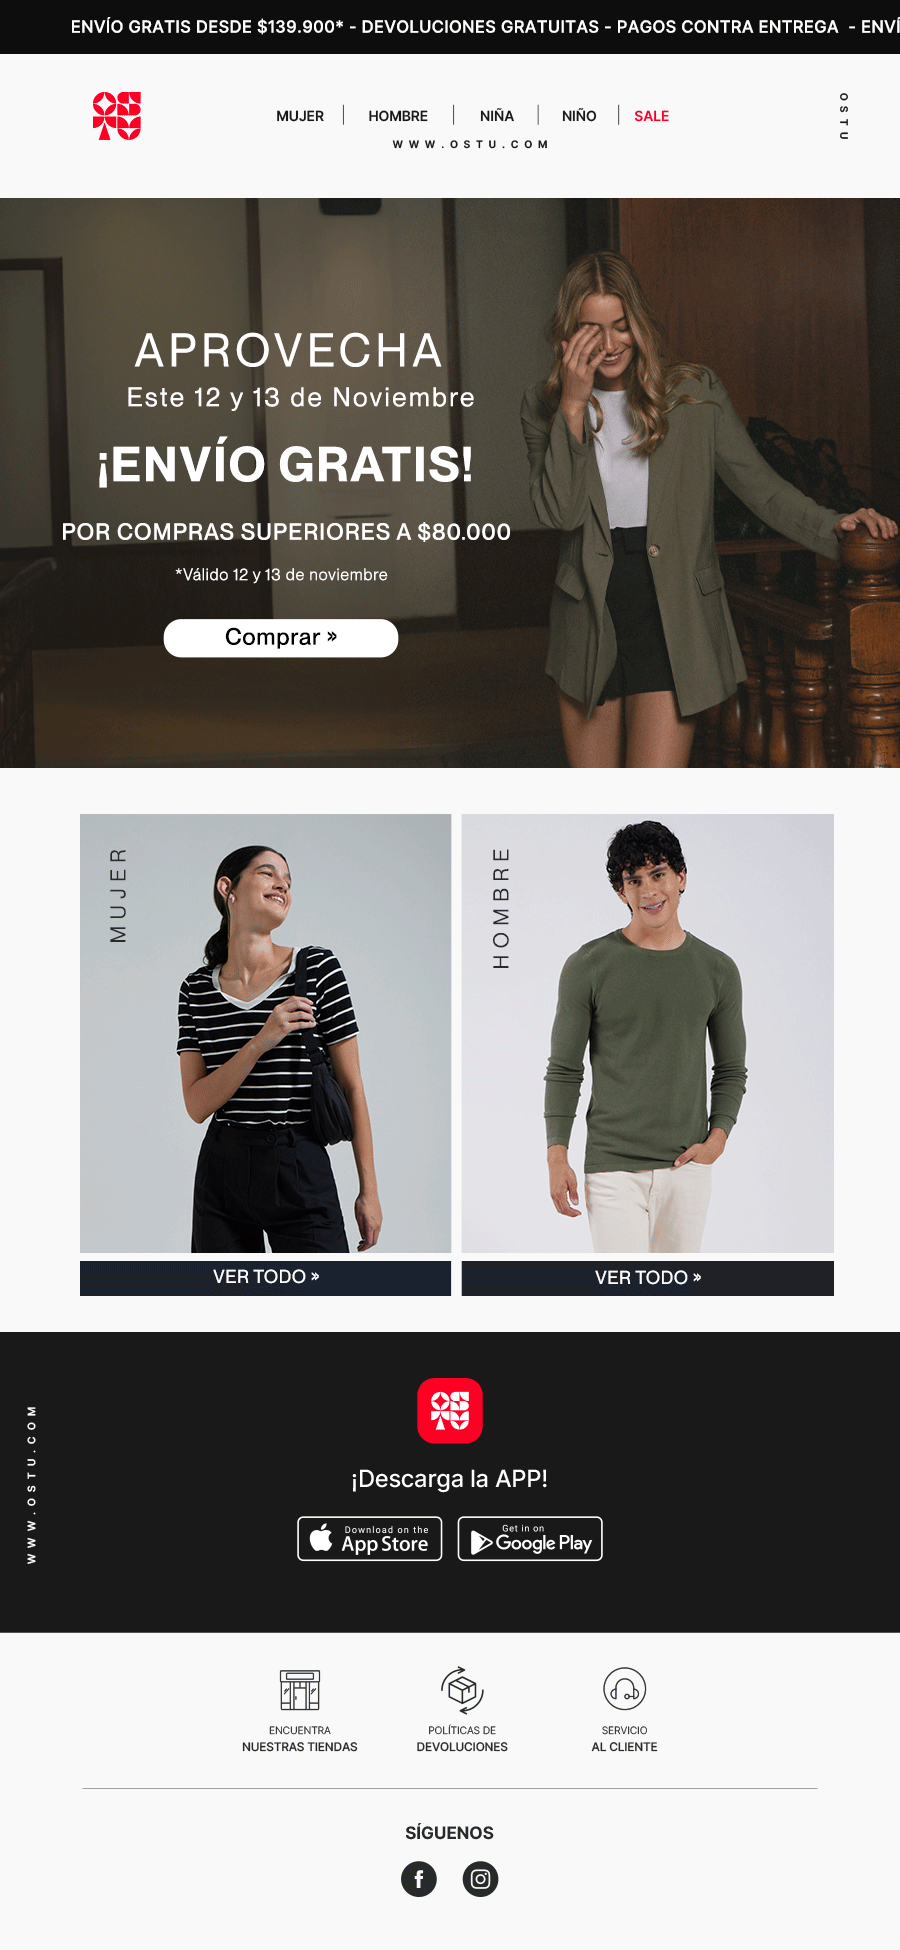 ENVÍO GRATIS DESDE $139.900* - DEVOLUCIONES GRATUITAS - PAGOS CONTRA ENTREGA - ENVÍ
OSTU
MUJER | HOMBRE | NIÑA | NIÑO | SALE
WWW.OSTU.COM
OSTU
APROVECHA
Este 12 y 13 de Noviembre
¡ENVÍO GRATIS!
POR COMPRAS SUPERIORES A $80.000
*Válido 12 y 13 de noviembre
Comprar »
MUJER
HOMBRE
VER TODO »
VER TODO »
WWW.OSTU.COM
OSTU
¡Descarga la APP!
Download on the
App Store
Get in on
Google Play
ENCUENTRA
NUESTRAS TIENDAS
POLÍTICAS DE
DEVOLUCIONES
SERVICIO
AL CLIENTE
SÍGUENOS